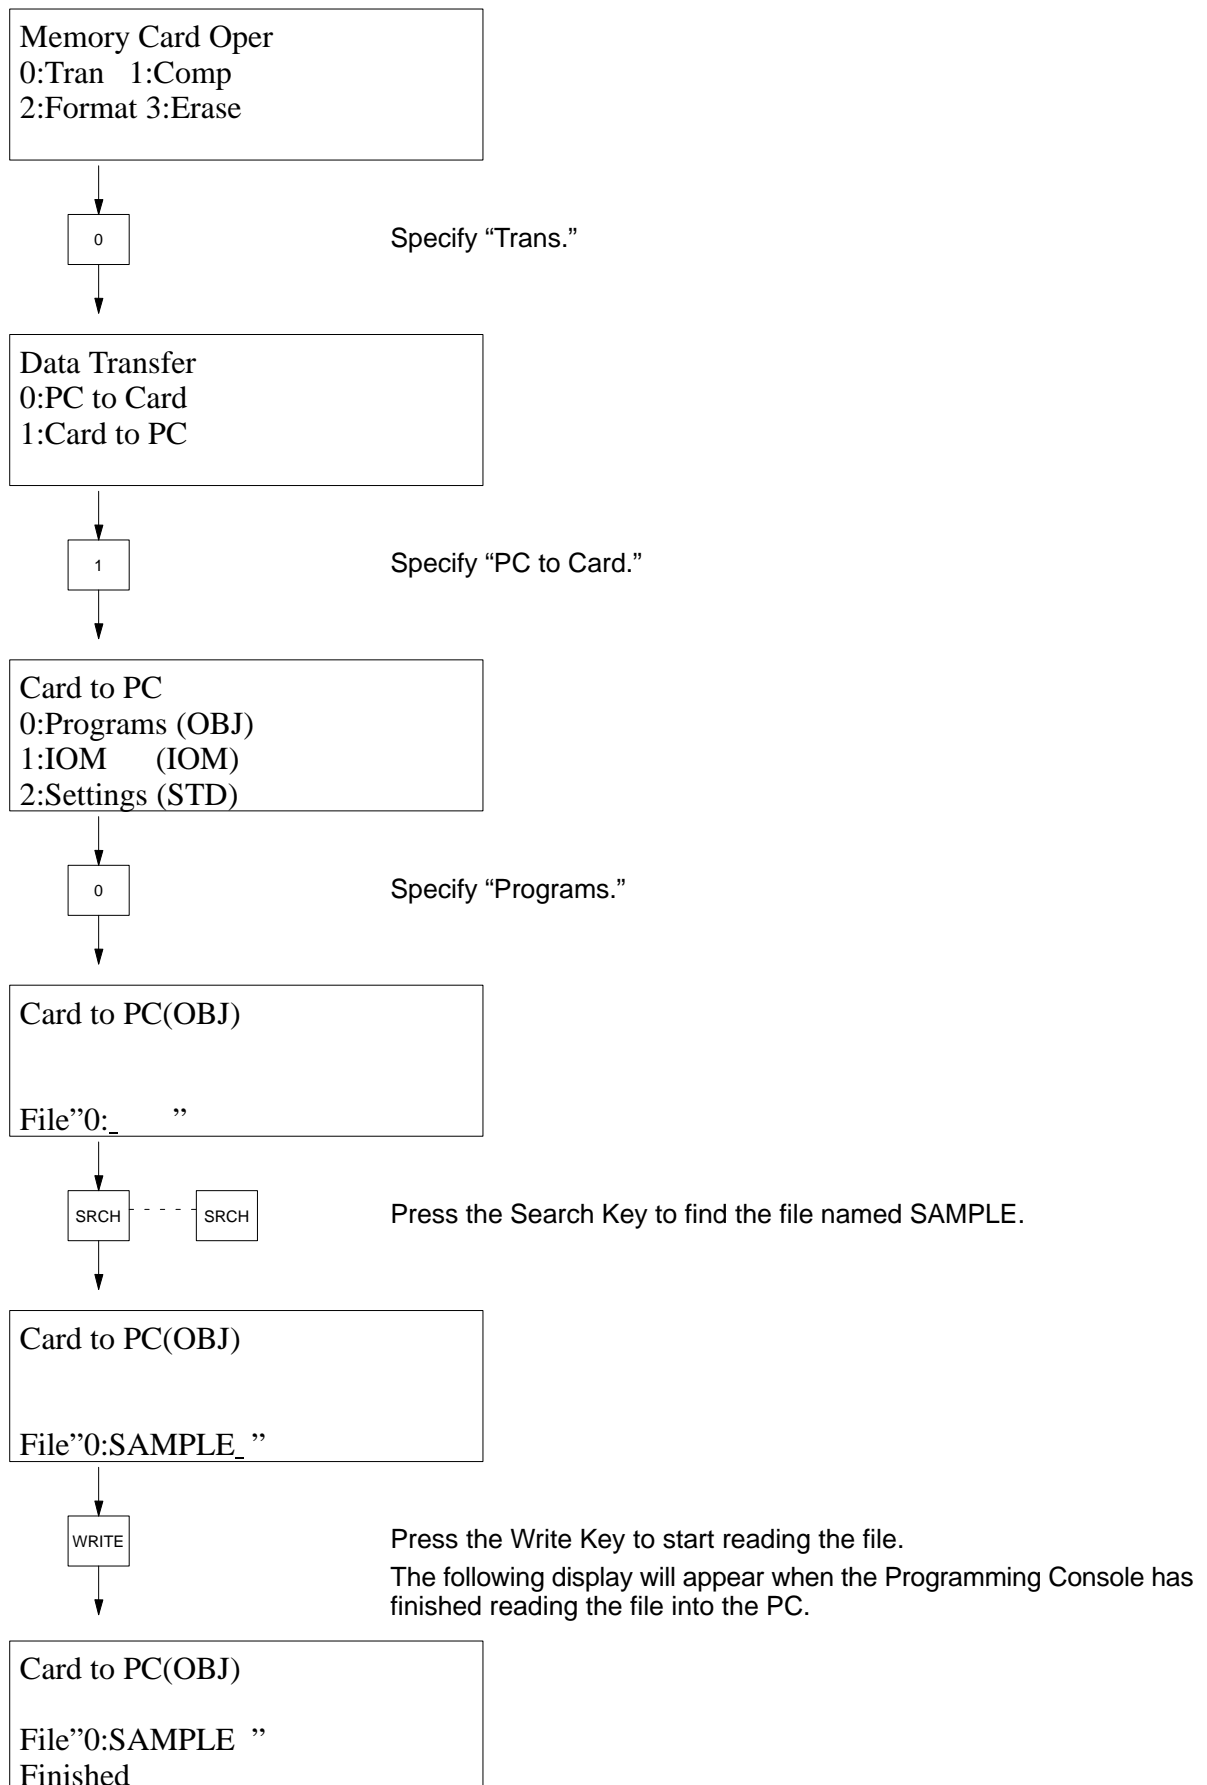 Memory Card Oper
0:Tran 1:Comp
2:Format 3:Erase
0
Specify “Trans.”
Data Transfer
0:PC to Card
1:Card to PC
1
Specify “PC to Card.”
Card to PC
0:Programs (OBJ)
1:IOM (IOM)
2:Settings (STD)
0
Specify “Programs.”
Card to PC(OBJ)
File”0:_ ”
SRCH SRCH
Press the Search Key to find the file named SAMPLE.
Card to PC(OBJ)
File”0:SAMPLE_ ”
WRITE
Press the Write Key to start reading the file.
The following display will appear when the Programming Console has
finished reading the file into the PC.
Card to PC(OBJ)
File”0:SAMPLE ”
Finished